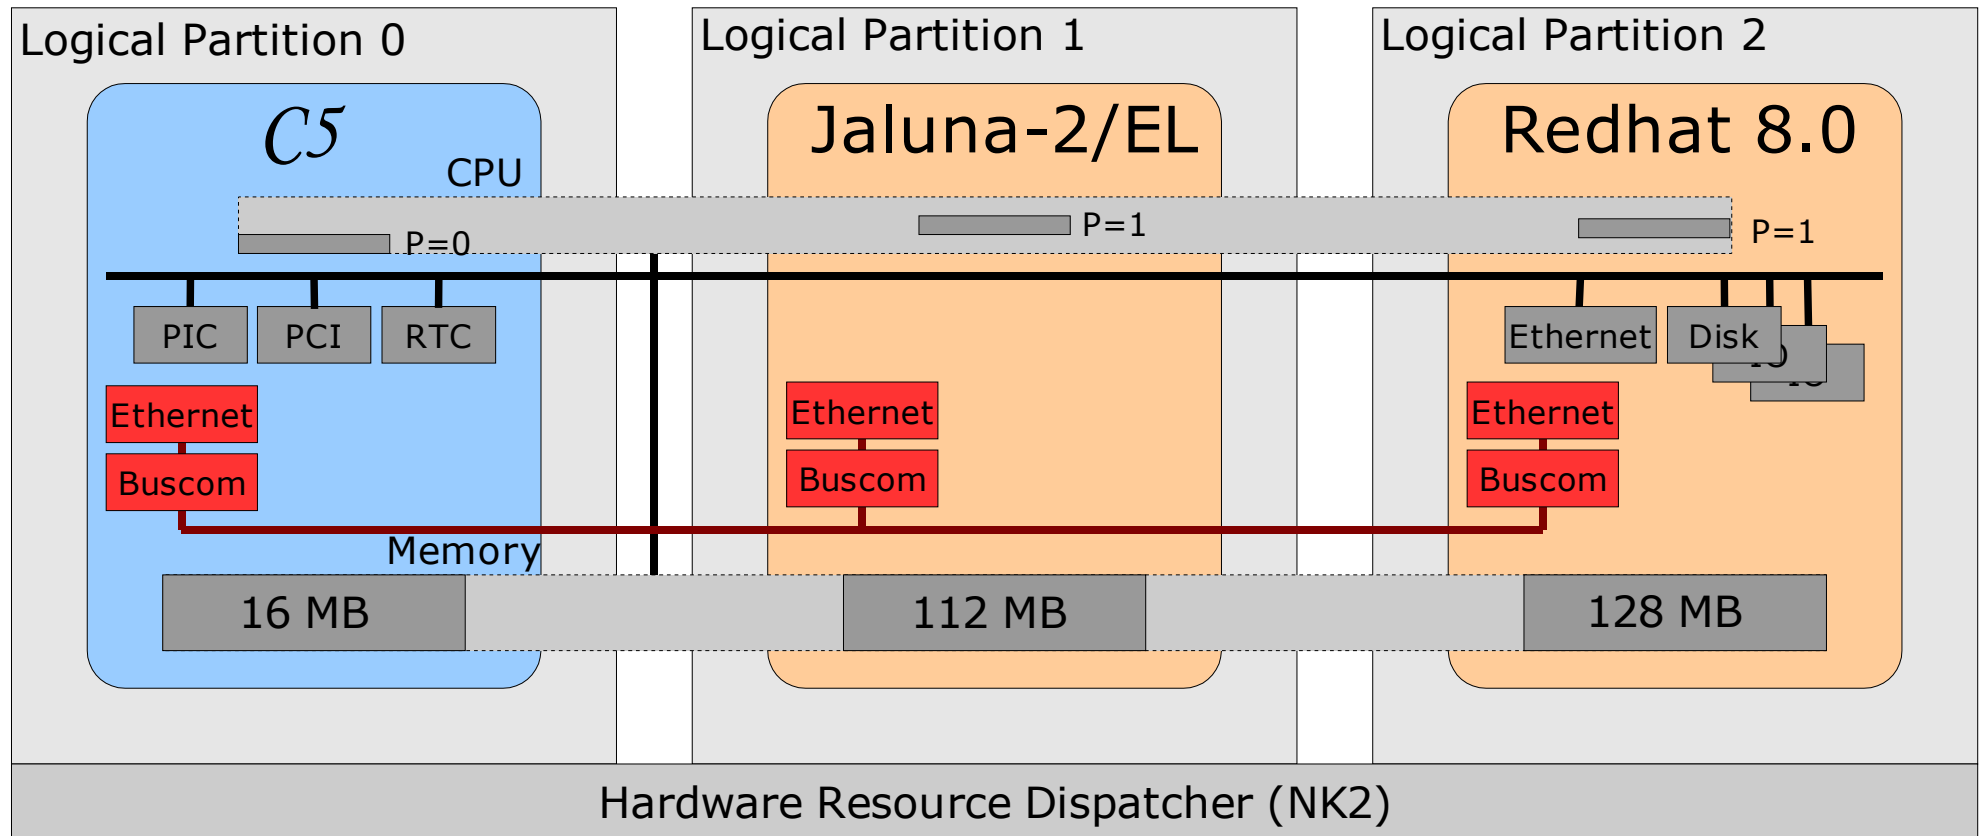 Logical Partition 0
Logical Partition 1
Logical Partition 2
C5
Jaluna-2/EL
Redhat 8.0
CPU
P=0
P=1
P=1
PIC
PCI
RTC
Ethernet
Disk
IO
IO
Ethernet
Ethernet
Ethernet
Buscom
Buscom
Buscom
Memory
16 MB
112 MB
128 MB
Hardware Resource Dispatcher (NK2)